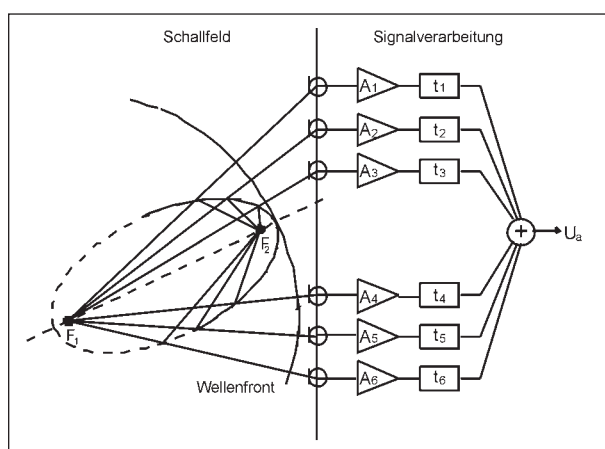 Schallfeld
Signalverarbeitung
A1 t1
A2 t2
A3 t3
F2
+ Ua
F1
A4 t4
A5 t5
A6 t6
Wellenfront